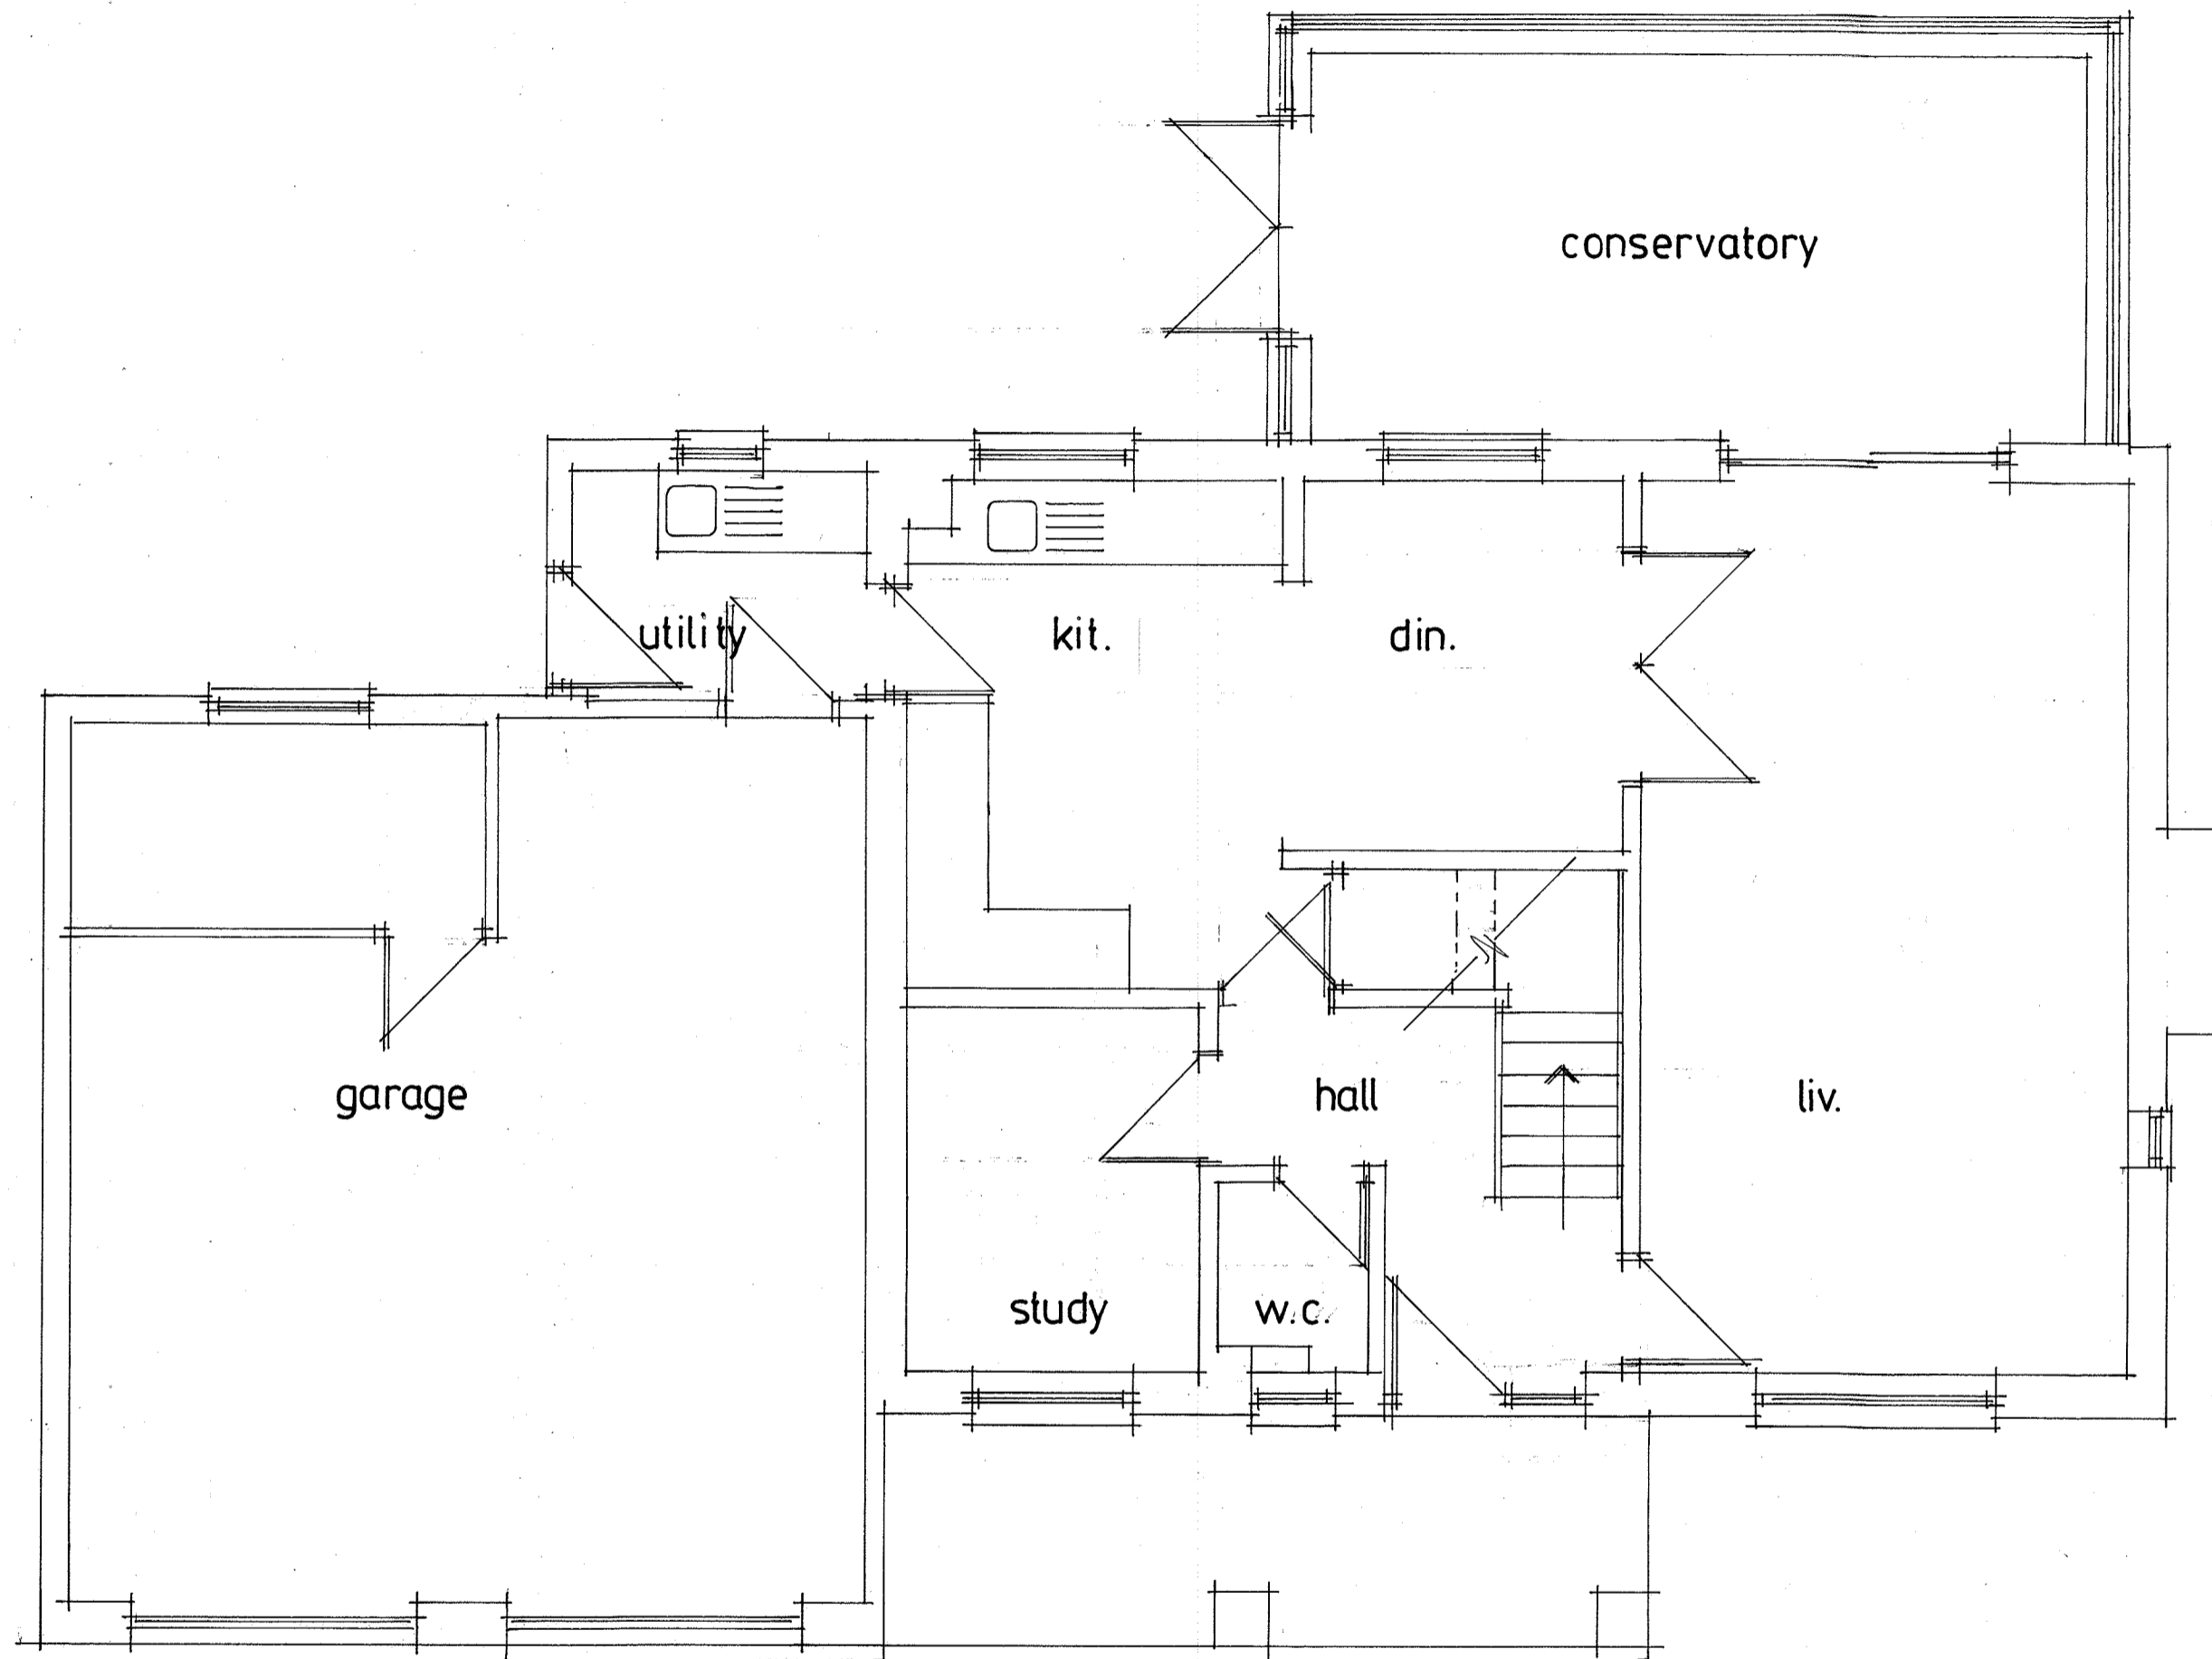 conservatory
utility
kit.
din.
garage
hall
liv.
study
w.c.